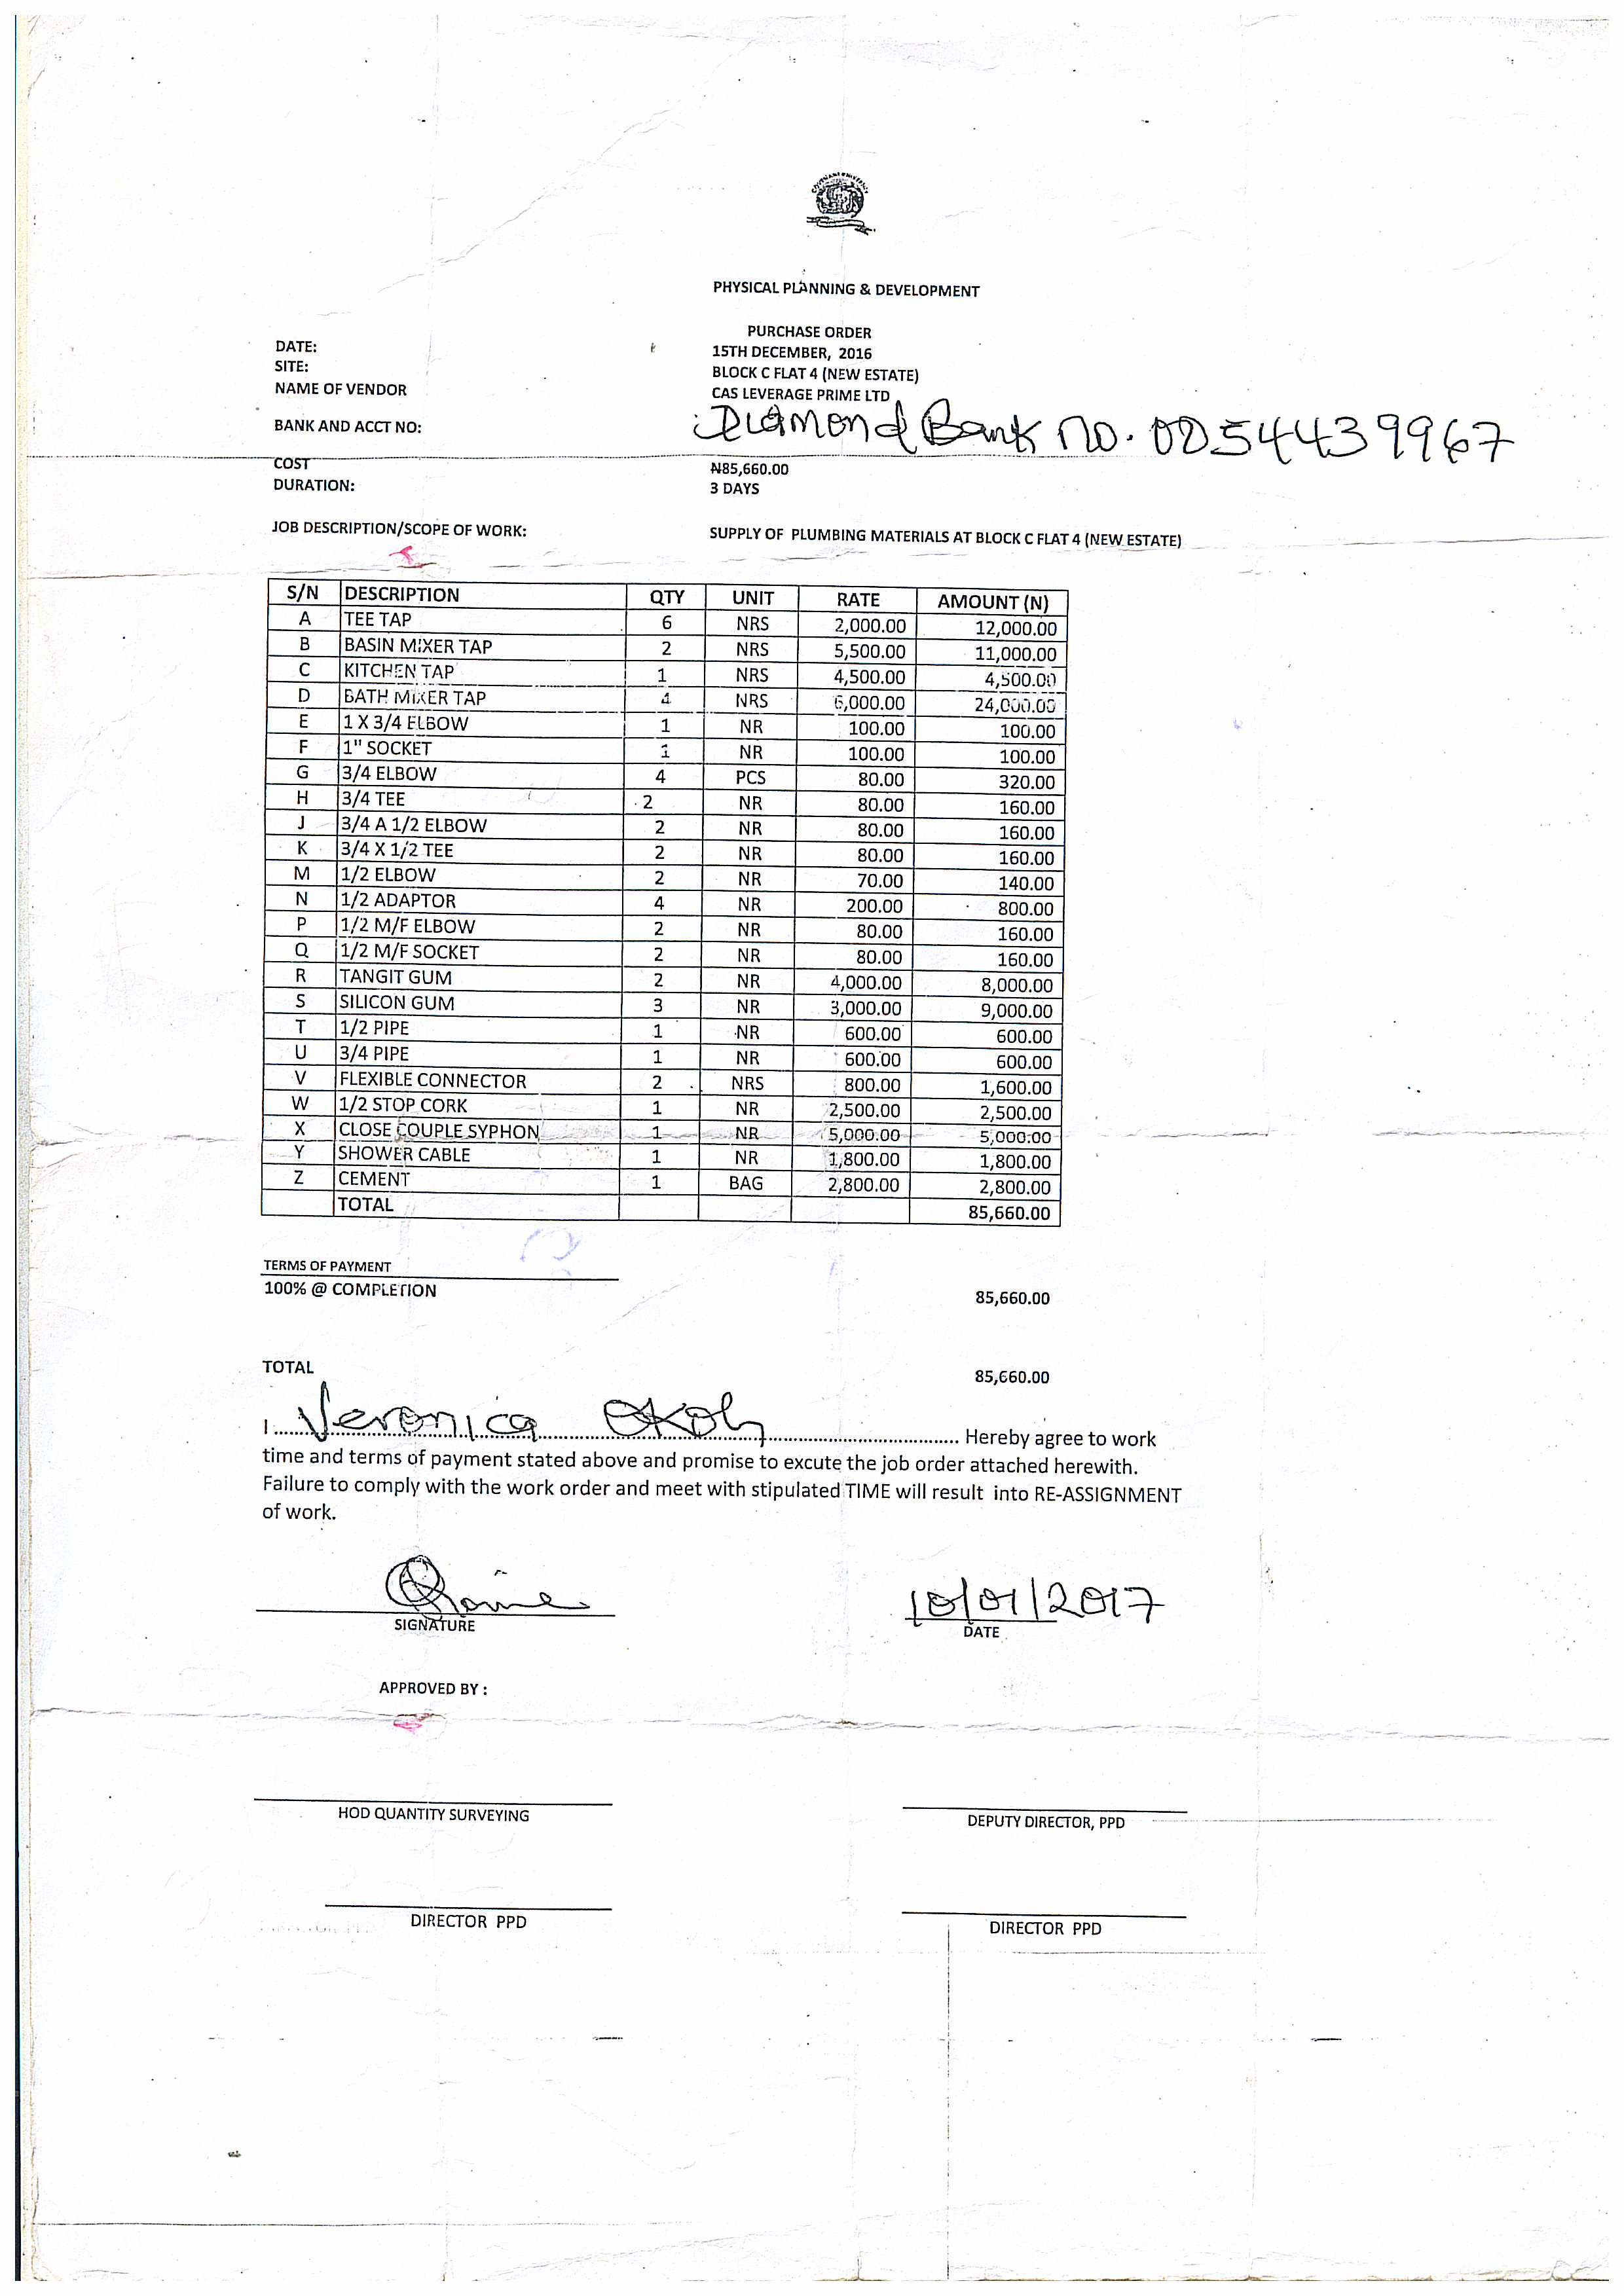 PHYSICAL PLANNING & DEVELOPMENT
PURCHASE ORDER
DATE: 15TH DECEMBER, 2016
SITE: BLOCK C FLAT 4 (NEW ESTATE)
NAME OF VENDOR CAS LEVERAGE PRIME LTD
BANK AND ACCT NO: Diamond Bank no. 0054439967
COST ₦85,660.00
DURATION: 3 DAYS
JOB DESCRIPTION/SCOPE OF WORK: SUPPLY OF PLUMBING MATERIALS AT BLOCK C FLAT 4 (NEW ESTATE)
S/N DESCRIPTION QTY UNIT RATE AMOUNT (N)
A TEE TAP 6 NRS 2,000.00 12,000.00
B BASIN MIXER TAP 2 NRS 5,500.00 11,000.00
C KITCHEN TAP 1 NRS 4,500.00 4,500.00
D BATH MIXER TAP 4 NRS 6,000.00 24,000.00
E 1 X 3/4 ELBOW 1 NR 100.00 100.00
F 1" SOCKET 1 NR 100.00 100.00
G 3/4 ELBOW 4 PCS 80.00 320.00
H 3/4 TEE 2 NR 80.00 160.00
J 3/4 A 1/2 ELBOW 2 NR 80.00 160.00
K 3/4 X 1/2 TEE 2 NR 80.00 160.00
M 1/2 ELBOW 2 NR 70.00 140.00
N 1/2 ADAPTOR 4 NR 200.00 800.00
P 1/2 M/F ELBOW 2 NR 80.00 160.00
Q 1/2 M/F SOCKET 2 NR 80.00 160.00
R TANGIT GUM 2 NR 4,000.00 8,000.00
S SILICON GUM 3 NR 3,000.00 9,000.00
T 1/2 PIPE 1 NR 600.00 600.00
U 3/4 PIPE 1 NR 600.00 600.00
V FLEXIBLE CONNECTOR 2 NRS 800.00 1,600.00
W 1/2 STOP CORK 1 NR 2,500.00 2,500.00
X CLOSE COUPLE SYPHON 1 NR 5,000.00 5,000.00
Y SHOWER CABLE 1 NR 1,800.00 1,800.00
Z CEMENT 1 BAG 2,800.00 2,800.00
TOTAL 85,660.00
TERMS OF PAYMENT
100% @ COMPLETION 85,660.00
TOTAL 85,660.00
I Veronica Okoh Hereby agree to work
time and terms of payment stated above and promise to excute the job order attached herewith.
Failure to comply with the work order and meet with stipulated TIME will result into RE-ASSIGNMENT
of work.
10/01/2017
SIGNATURE DATE
APPROVED BY :
HOD QUANTITY SURVEYING DEPUTY DIRECTOR, PPD
DIRECTOR PPD DIRECTOR PPD